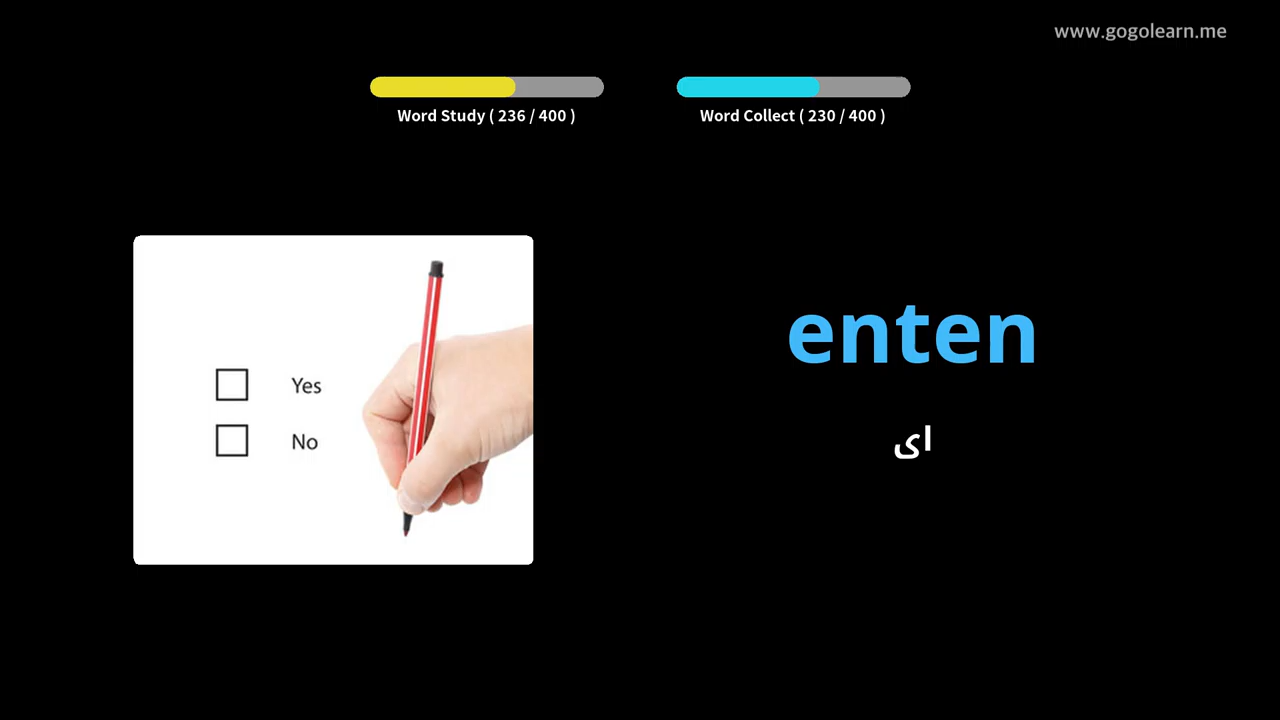 www.gogolearn.me
Word Study ( 236 / 400 )
Word Collect ( 230 / 400 )
Yes
No
enten
ای